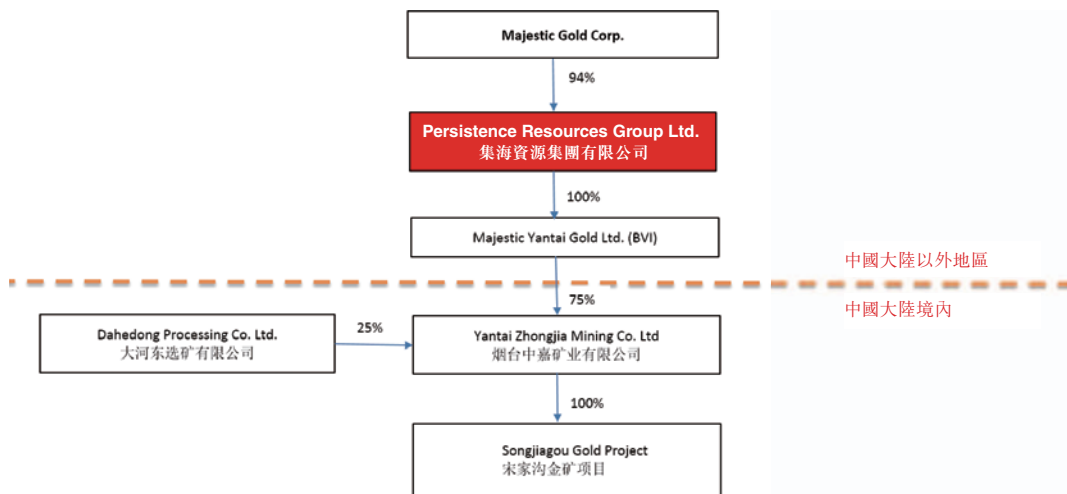 Majestic Gold Corp.
94%
Persistence Resources Group Ltd.
集海資源集團有限公司
100%
Majestic Yantai Gold Ltd. (BVI)
中國大陸以外地區
75%
中國大陸境內
Dahedong Processing Co. Ltd.
大河东选矿有限公司
25%
Yantai Zhongjia Mining Co. Ltd
烟台中嘉矿业有限公司
100%
Songjiagou Gold Project
宋家沟金矿项目